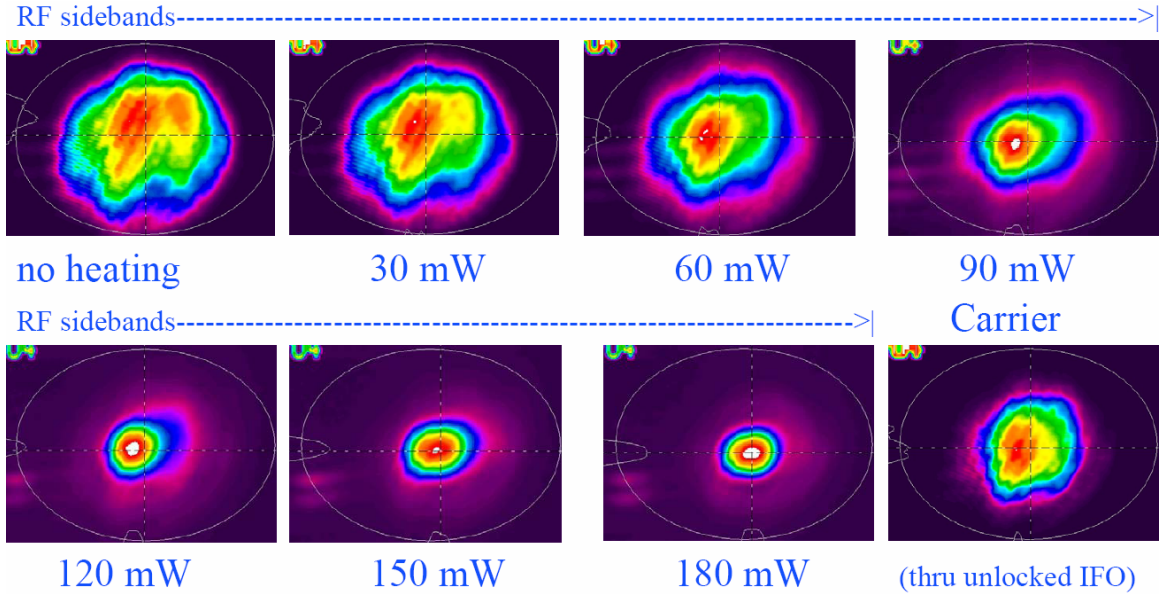 RF sidebands------------------------------------------------------------------------>|
no heating
30 mW
60 mW
90 mW
RF sidebands--------------------------------------------------->|
Carrier
120 mW
150 mW
180 mW
(thru unlocked IFO)